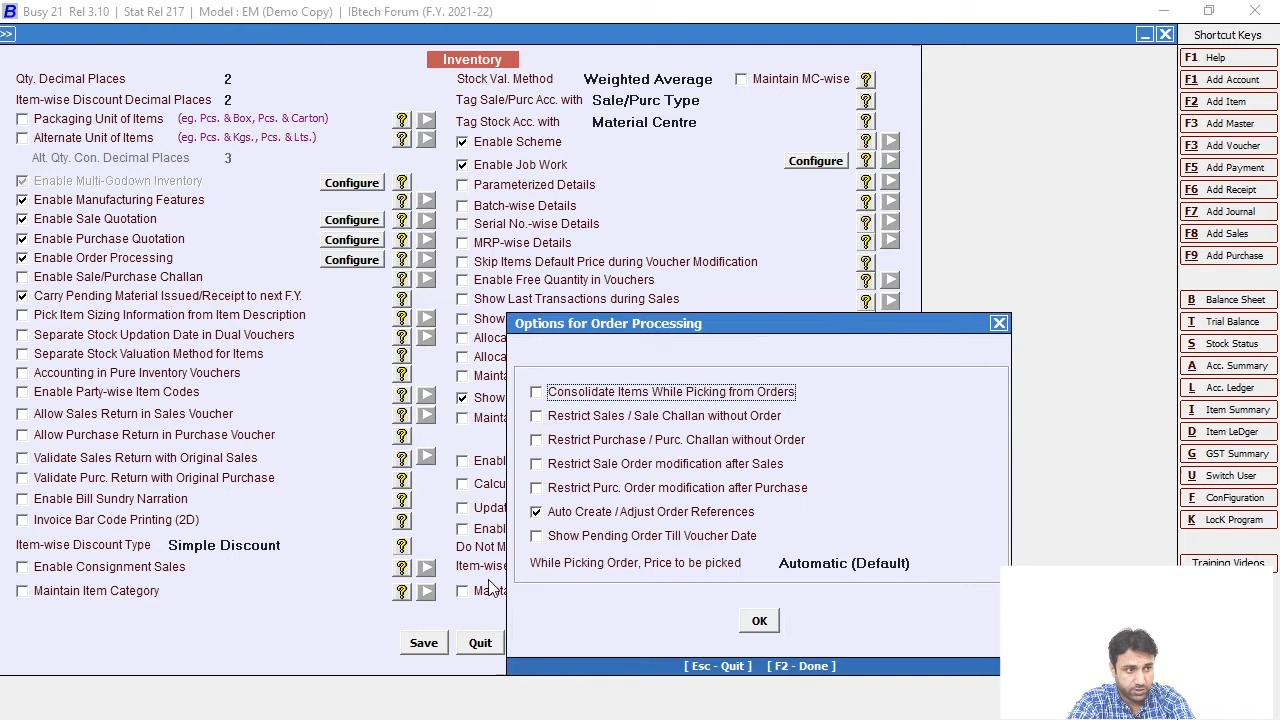 Busy 21 Rel 3.10 | Stat Rel 217 | Model : EM (Demo Copy) | IBtech Forum (F.Y. 2021-22)
>>
Inventory
Qty. Decimal Places 2
Item-wise Discount Decimal Places 2
Packaging Unit of Items (eg. Pcs. & Box, Pcs. & Carton)
Alternate Unit of Items (eg. Pcs. & Kgs., Pcs. & Lts.)
Alt. Qty. Con. Decimal Places 3
Enable Multi-Godown Inventory Configure
Enable Manufacturing Features
Enable Sale Quotation Configure
Enable Purchase Quotation Configure
Enable Order Processing Configure
Enable Sale/Purchase Challan
Carry Pending Material Issued/Receipt to next F.Y.
Pick Item Sizing Information from Item Description
Separate Stock Updation Date in Dual Vouchers
Separate Stock Valuation Method for Items
Accounting in Pure Inventory Vouchers
Enable Party-wise Item Codes
Allow Sales Return in Sales Voucher
Allow Purchase Return in Purchase Voucher
Validate Sales Return with Original Sales
Validate Purc. Return with Original Purchase
Enable Bill Sundry Narration
Invoice Bar Code Printing (2D)
Item-wise Discount Type Simple Discount
Enable Consignment Sales
Maintain Item Category
Stock Val. Method Weighted Average Maintain MC-wise
Tag Sale/Purc Acc. with Sale/Purc Type
Tag Stock Acc. with Material Centre
Enable Scheme
Enable Job Work Configure
Parameterized Details
Batch-wise Details
Serial No.-wise Details
MRP-wise Details
Skip Items Default Price during Voucher Modification
Enable Free Quantity in Vouchers
Show Last Transactions during Sales
Show
Alloca
Alloca
Mainta
Show
Mainta
Enabl
Calcu
Updat
Enabl
Do Not M
Item-wise
Mainta
Save Quit
Options for Order Processing
Consolidate Items While Picking from Orders
Restrict Sales / Sale Challan without Order
Restrict Purchase / Purc. Challan without Order
Restrict Sale Order modification after Sales
Restrict Purc. Order modification after Purchase
Auto Create / Adjust Order References
Show Pending Order Till Voucher Date
While Picking Order, Price to be picked Automatic (Default)
OK
[ Esc - Quit ] [ F2 - Done ]
Shortcut Keys
F1 Help
F1 Add Account
F2 Add Item
F3 Add Master
F3 Add Voucher
F5 Add Payment
F6 Add Receipt
F7 Add Journal
F8 Add Sales
F9 Add Purchase
B Balance Sheet
T Trial Balance
S Stock Status
A Acc. Summary
L Acc. Ledger
I Item Summary
D Item LeDger
G GST Summary
U Switch User
F ConFiguration
K LocK Program
Training Videos